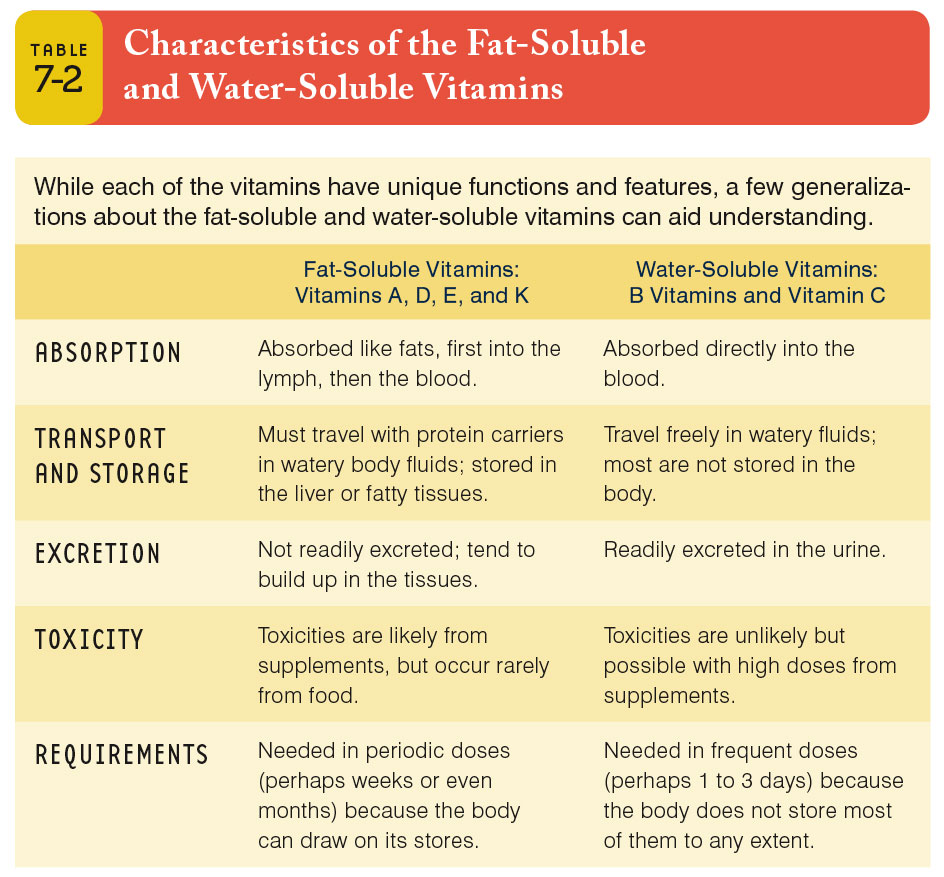 TABLE
7-2
Characteristics of the Fat-Soluble
and Water-Soluble Vitamins
While each of the vitamins have unique functions and features, a few generaliza-
tions about the fat-soluble and water-soluble vitamins can aid understanding.
Fat-Soluble Vitamins:
Vitamins A, D, E, and K
Water-Soluble Vitamins:
B Vitamins and Vitamin C
ABSORPTION
Absorbed like fats, first into the
lymph, then the blood.
Absorbed directly into the
blood.
TRANSPORT
AND STORAGE
Must travel with protein carriers
in watery body fluids; stored in
the liver or fatty tissues.
Travel freely in watery fluids;
most are not stored in the
body.
EXCRETION
Not readily excreted; tend to
build up in the tissues.
Readily excreted in the urine.
TOXICITY
Toxicities are likely from
supplements, but occur rarely
from food.
Toxicities are unlikely but
possible with high doses from
supplements.
REQUIREMENTS
Needed in periodic doses
(perhaps weeks or even
months) because the body
can draw on its stores.
Needed in frequent doses
(perhaps 1 to 3 days) because
the body does not store most
of them to any extent.